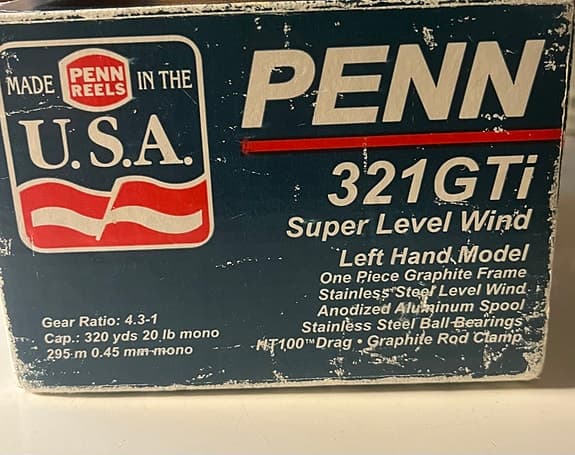 MADE PENN REELS IN THE
U.S.A.
PENN
321GTi
Super Level Wind
Left Hand Model
One Piece Graphite Frame
Stainless Steel Level Wind
Anodized Aluminum Spool
Stainless Steel Ball Bearings
HT100™ Drag • Graphite Rod Clamp
Gear Ratio: 4.3-1
Cap.: 320 yds 20 lb mono
295 m 0.45 mm mono